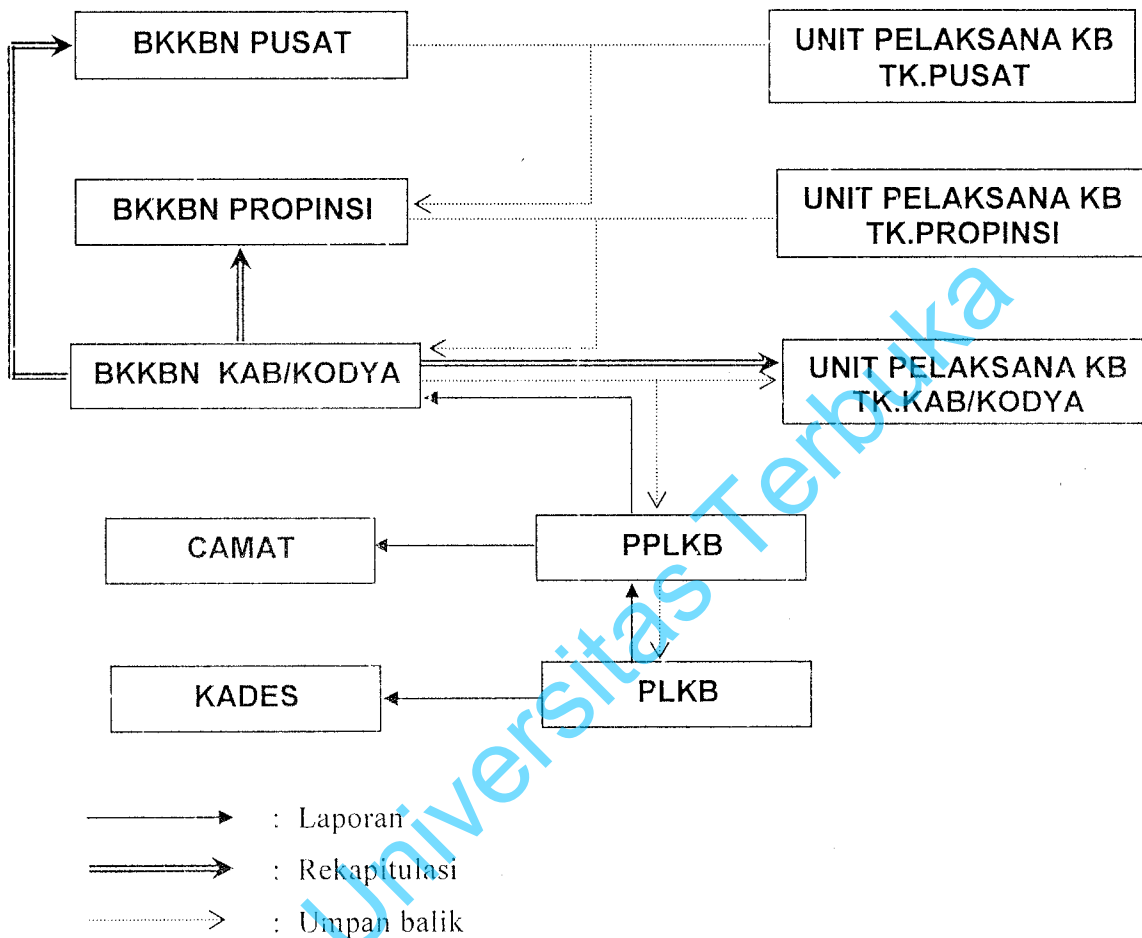 BKKBN PUSAT
UNIT PELAKSANA KB
TK.PUSAT
BKKBN PROPINSI
UNIT PELAKSANA KB
TK.PROPINSI
BKKBN KAB/KODYA
UNIT PELAKSANA KB
TK.KAB/KODYA
CAMAT
PPLKB
KADES
PLKB
: Laporan
: Rekapitulasi
: Umpan balik
Universitas Terbuka